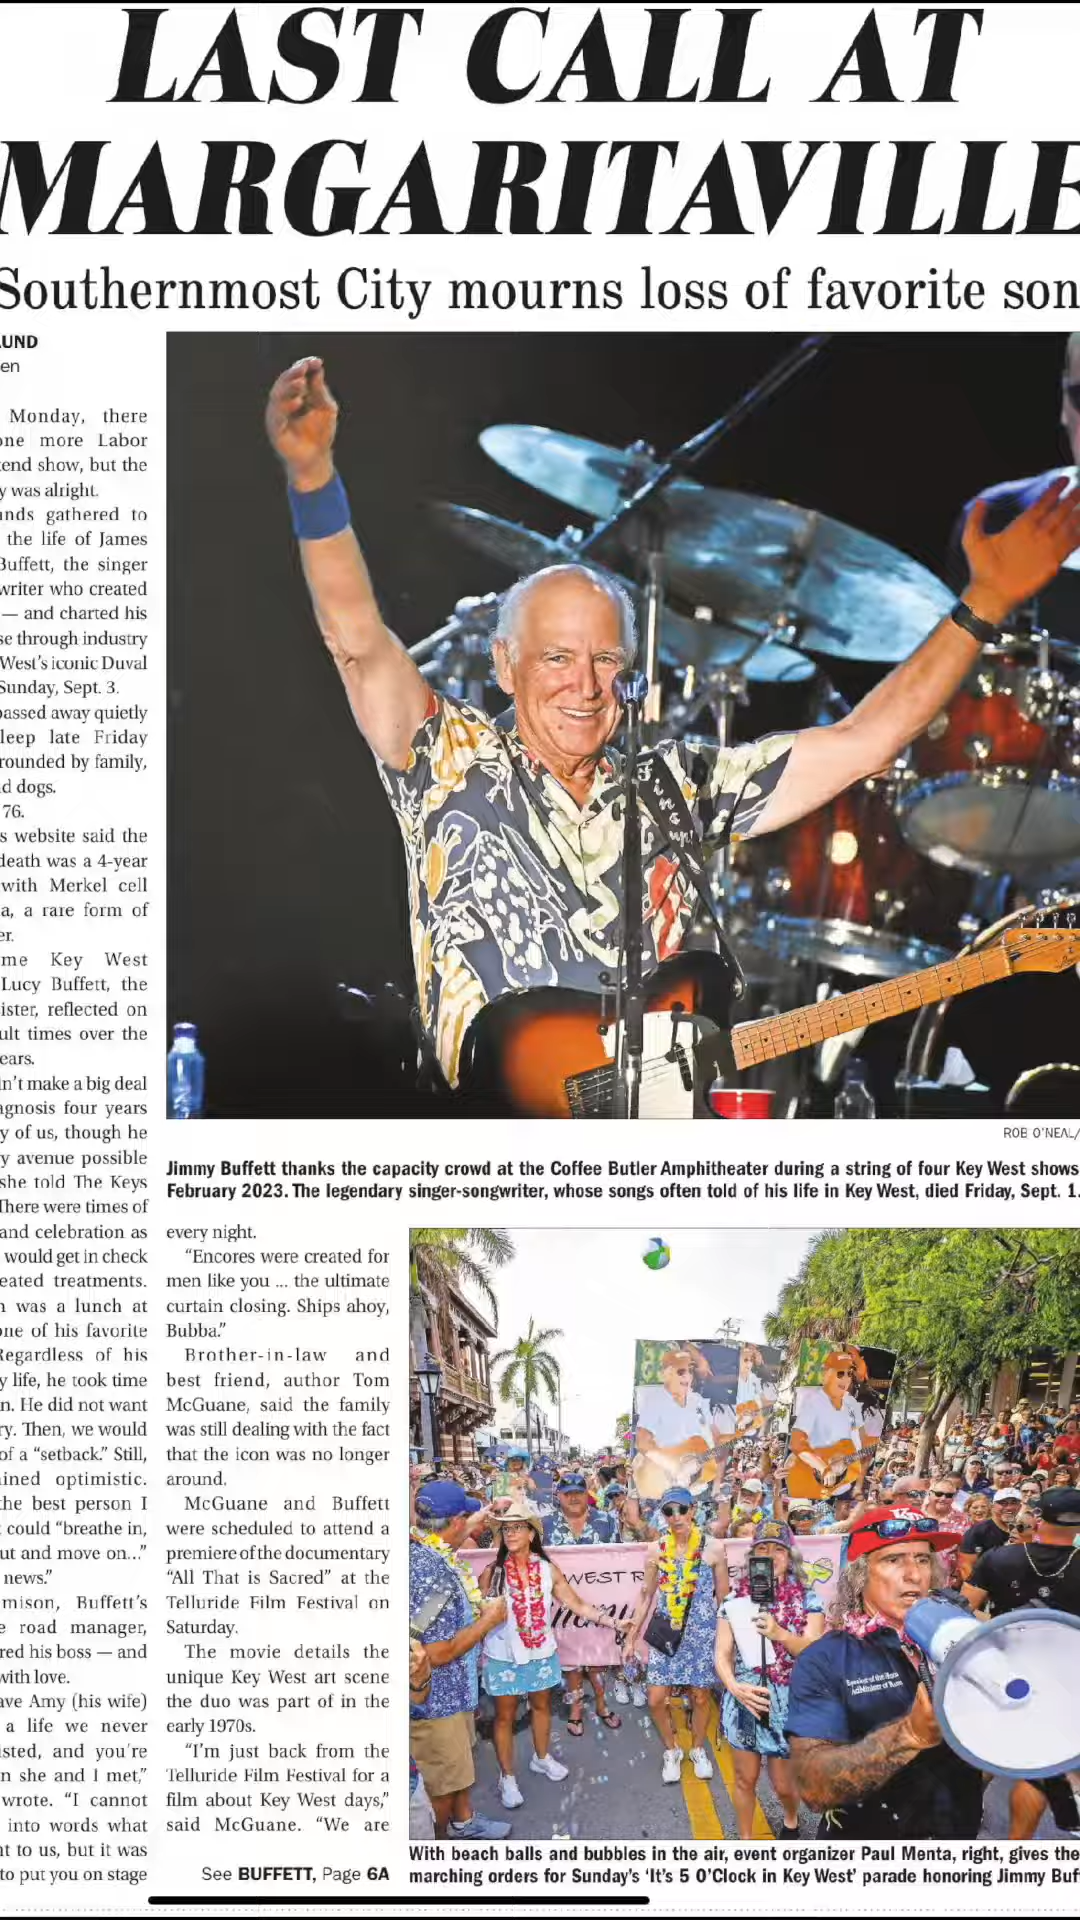 LAST CALL AT
MARGARITAVILLE
Southernmost City mourns loss of favorite son
Monday, there
one more Labor
show, but the
was alright.
gathered to
the life of James
Buffett, the singer
writer who created
— and charted his
through industry
West's iconic Duval
Sunday, Sept. 3.
passed away quietly
late Friday
by family,
dogs.
76.
website said the
death was a 4-year
with Merkel cell
a rare form of
Key West
Lucy Buffett, the
sister, reflected on
times over the
make a big deal
four years
of us, though he
avenue possible
she told The Keys
There were times of
and celebration as
would get in check
treatments.
was a lunch at
one of his favorite
Regardless of his
life, he took time
He did not want
Then, we would
of a “setback.” Still,
optimistic.
the best person I
could “breathe in,
and move on...”
news.”
Buffett's
road manager,
his boss — and
with love.
Amy (his wife)
a life we never
and you're
she and I met,”
wrote. “I cannot
into words what
to us, but it was
to put you on stage
Sing
up!
ROB O'NEAL/
Jimmy Buffett thanks the capacity crowd at the Coffee Butler Amphitheater during a string of four Key West shows
February 2023. The legendary singer-songwriter, whose songs often told of his life in Key West, died Friday, Sept. 1.
every night.
“Encores were created for
men like you ... the ultimate
curtain closing. Ships ahoy,
Bubba.”
Brother-in-law and
best friend, author Tom
McGuane, said the family
was still dealing with the fact
that the icon was no longer
around.
McGuane and Buffett
were scheduled to attend a
premiere of the documentary
“All That is Sacred” at the
Telluride Film Festival on
Saturday.
The movie details the
unique Key West art scene
the duo was part of in the
early 1970s.
“I'm just back from the
Telluride Film Festival for a
film about Key West days,”
said McGuane. “We are
See BUFFETT, Page 6A
WEST
With beach balls and bubbles in the air, event organizer Paul Menta, right, gives the
marching orders for Sunday's ‘It's 5 O'Clock in Key West’ parade honoring Jimmy